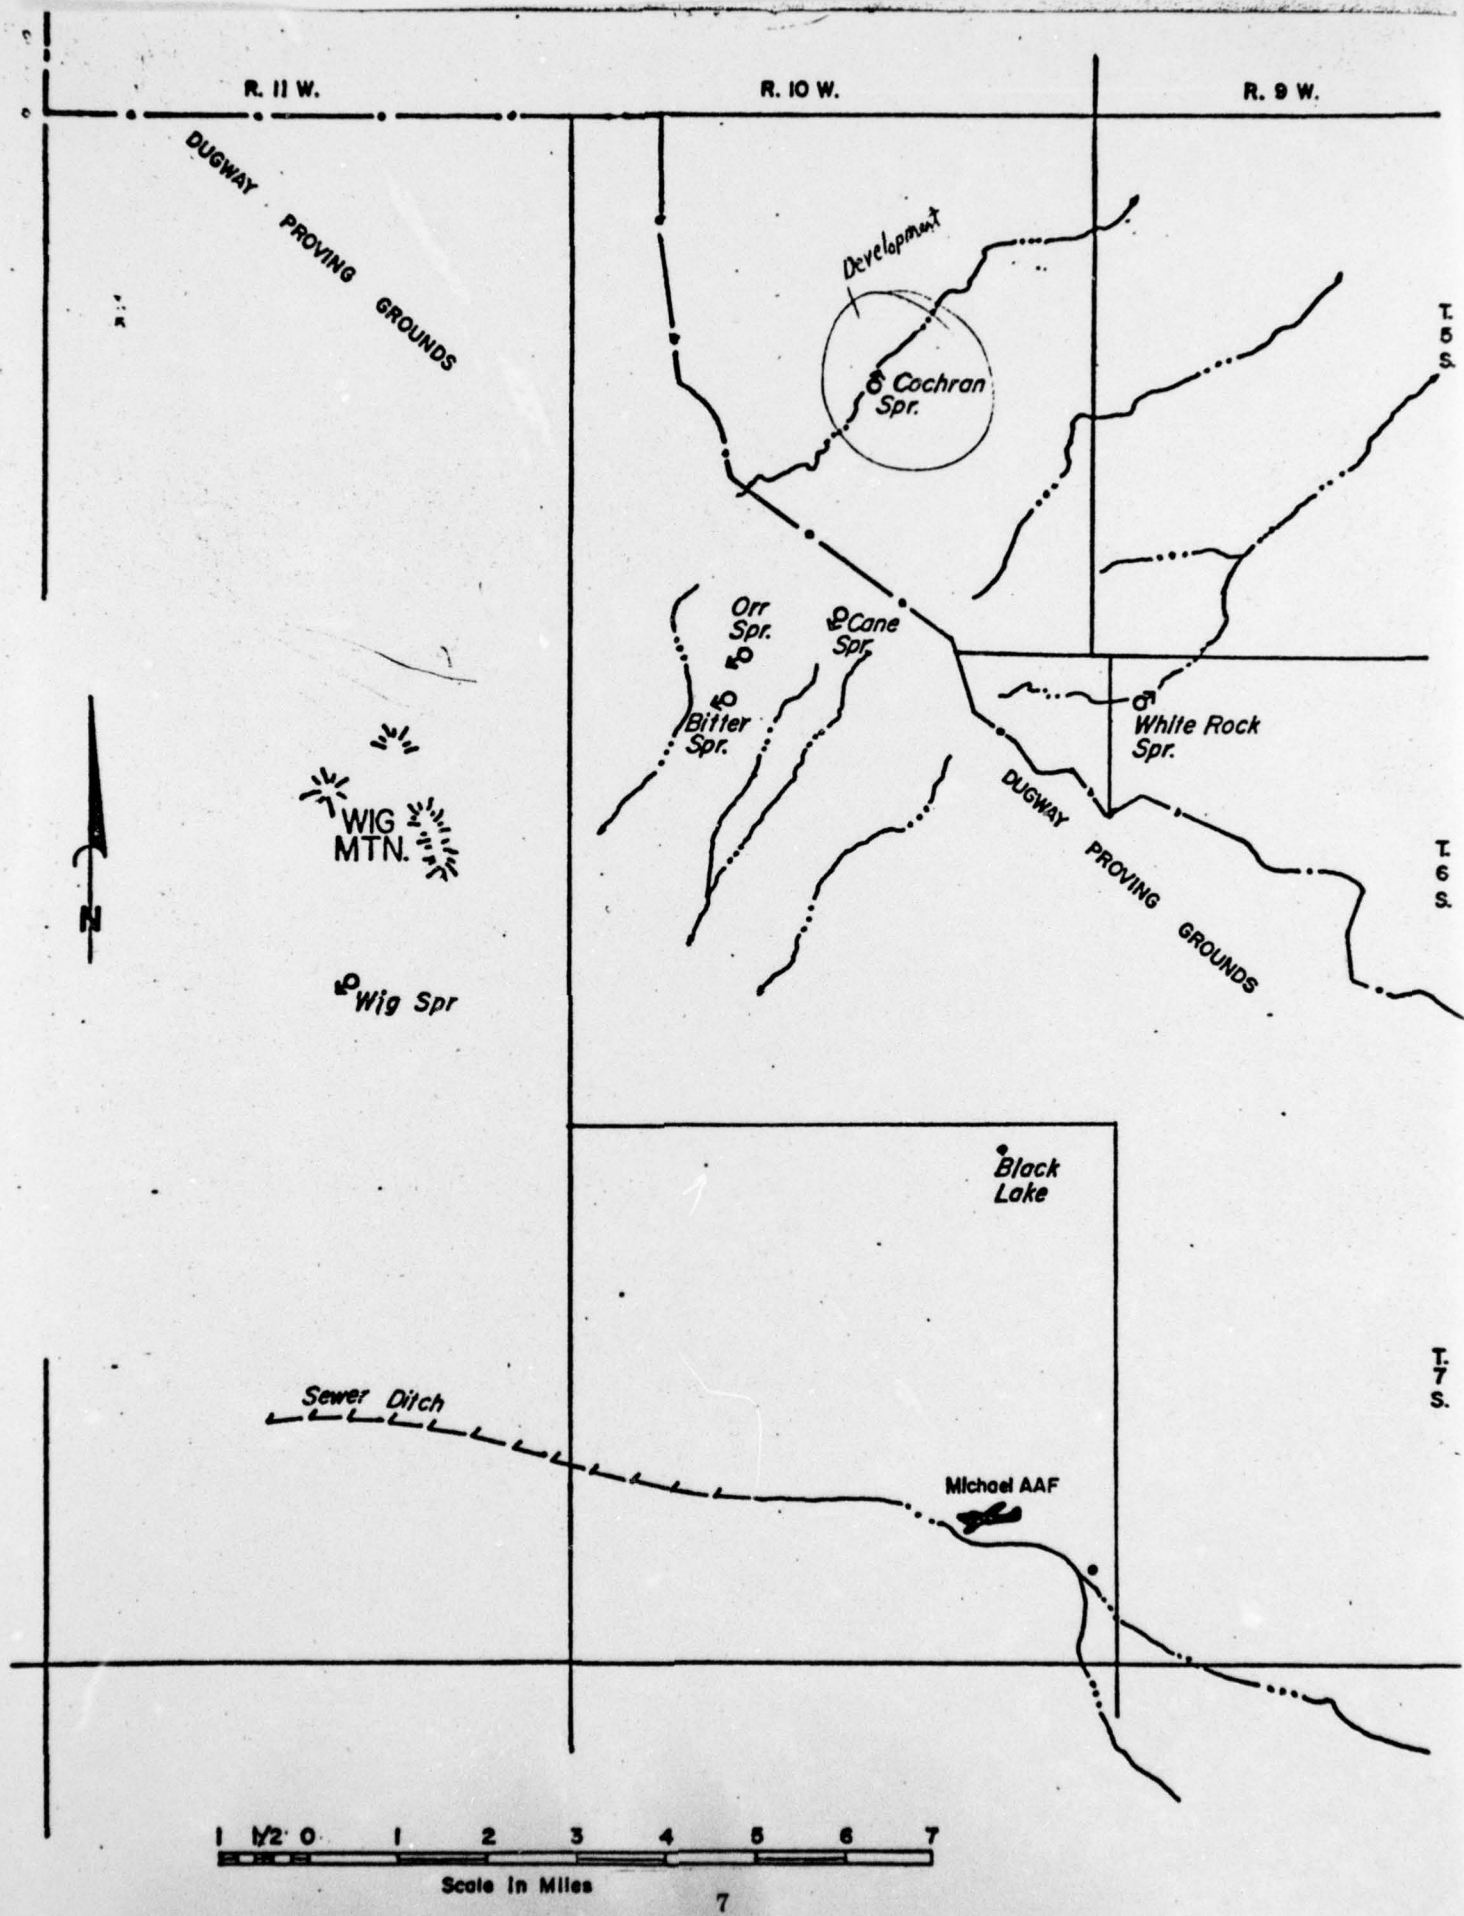 R. 11 W.
R. 10 W.
R. 9 W.
DUGWAY PROVING GROUNDS
Development
T.
5
S.
Cochran
Spr.
Orr
Spr.
Cane
Spr.
Bitter
Spr.
White Rock
Spr.
WIG
MTN.
DUGWAY PROVING GROUNDS
T.
6
S.
N
Wig Spr
Black
Lake
T.
7
S.
Sewer Ditch
Michael AAF
1 1/2 0 1 2 3 4 5 6 7
Scale in Miles
7